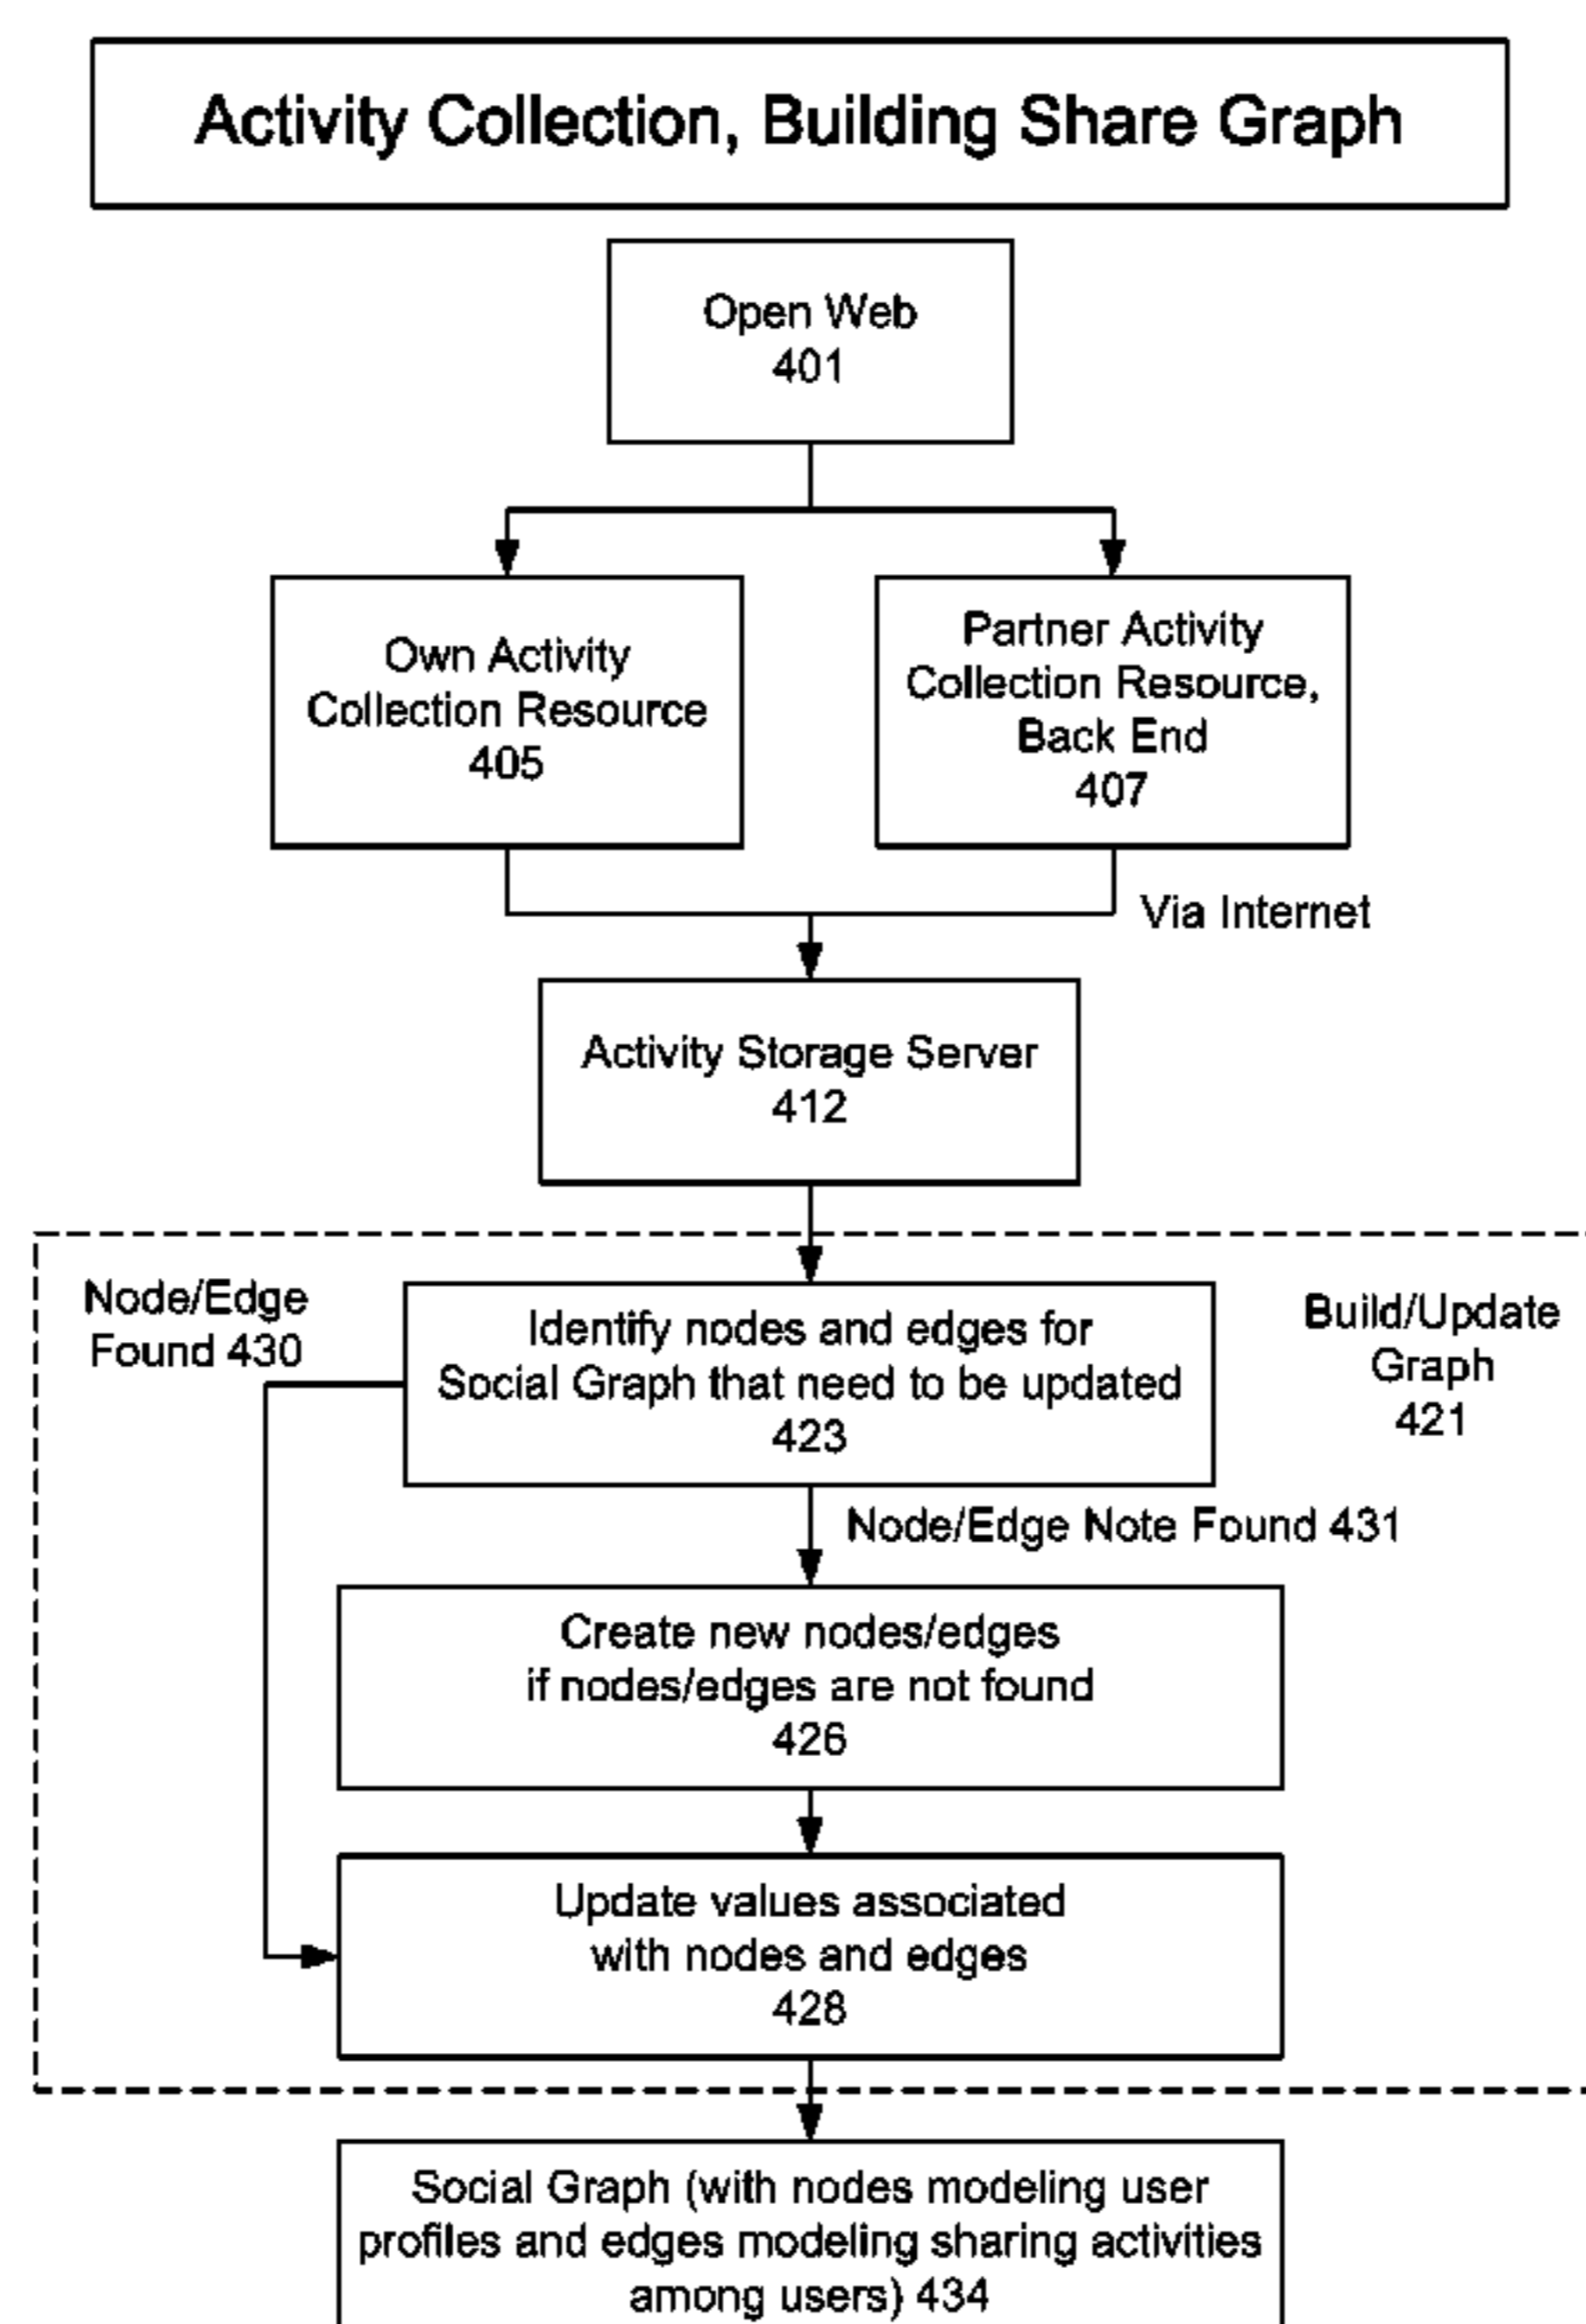 Activity Collection, Building Share Graph
Open Web
401
Own Activity
Collection Resource
405
Partner Activity
Collection Resource,
Back End
407
Via Internet
Activity Storage Server
412
Node/Edge
Found 430
Identify nodes and edges for
Social Graph that need to be updated
423
Build/Update
Graph
421
Node/Edge Note Found 431
Create new nodes/edges
if nodes/edges are not found
426
Update values associated
with nodes and edges
428
Social Graph (with nodes modeling user
profiles and edges modeling sharing activities
among users) 434